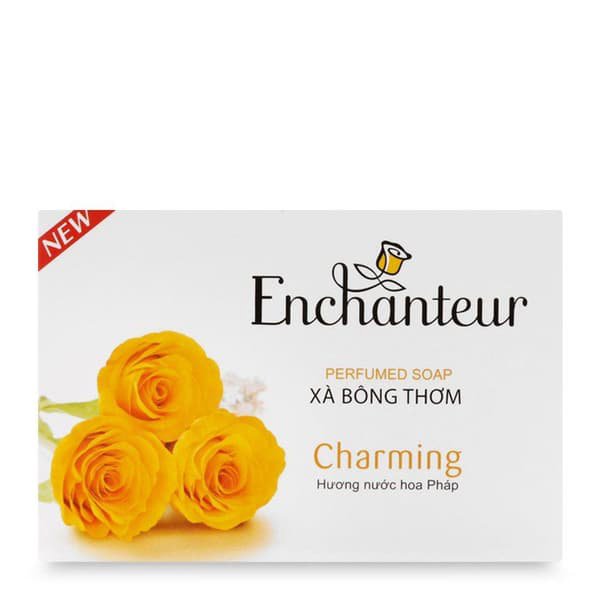 NEW
Enchanteur
PERFUMED SOAP
XÀ BÔNG THƠM
Charming
Hương nước hoa Pháp